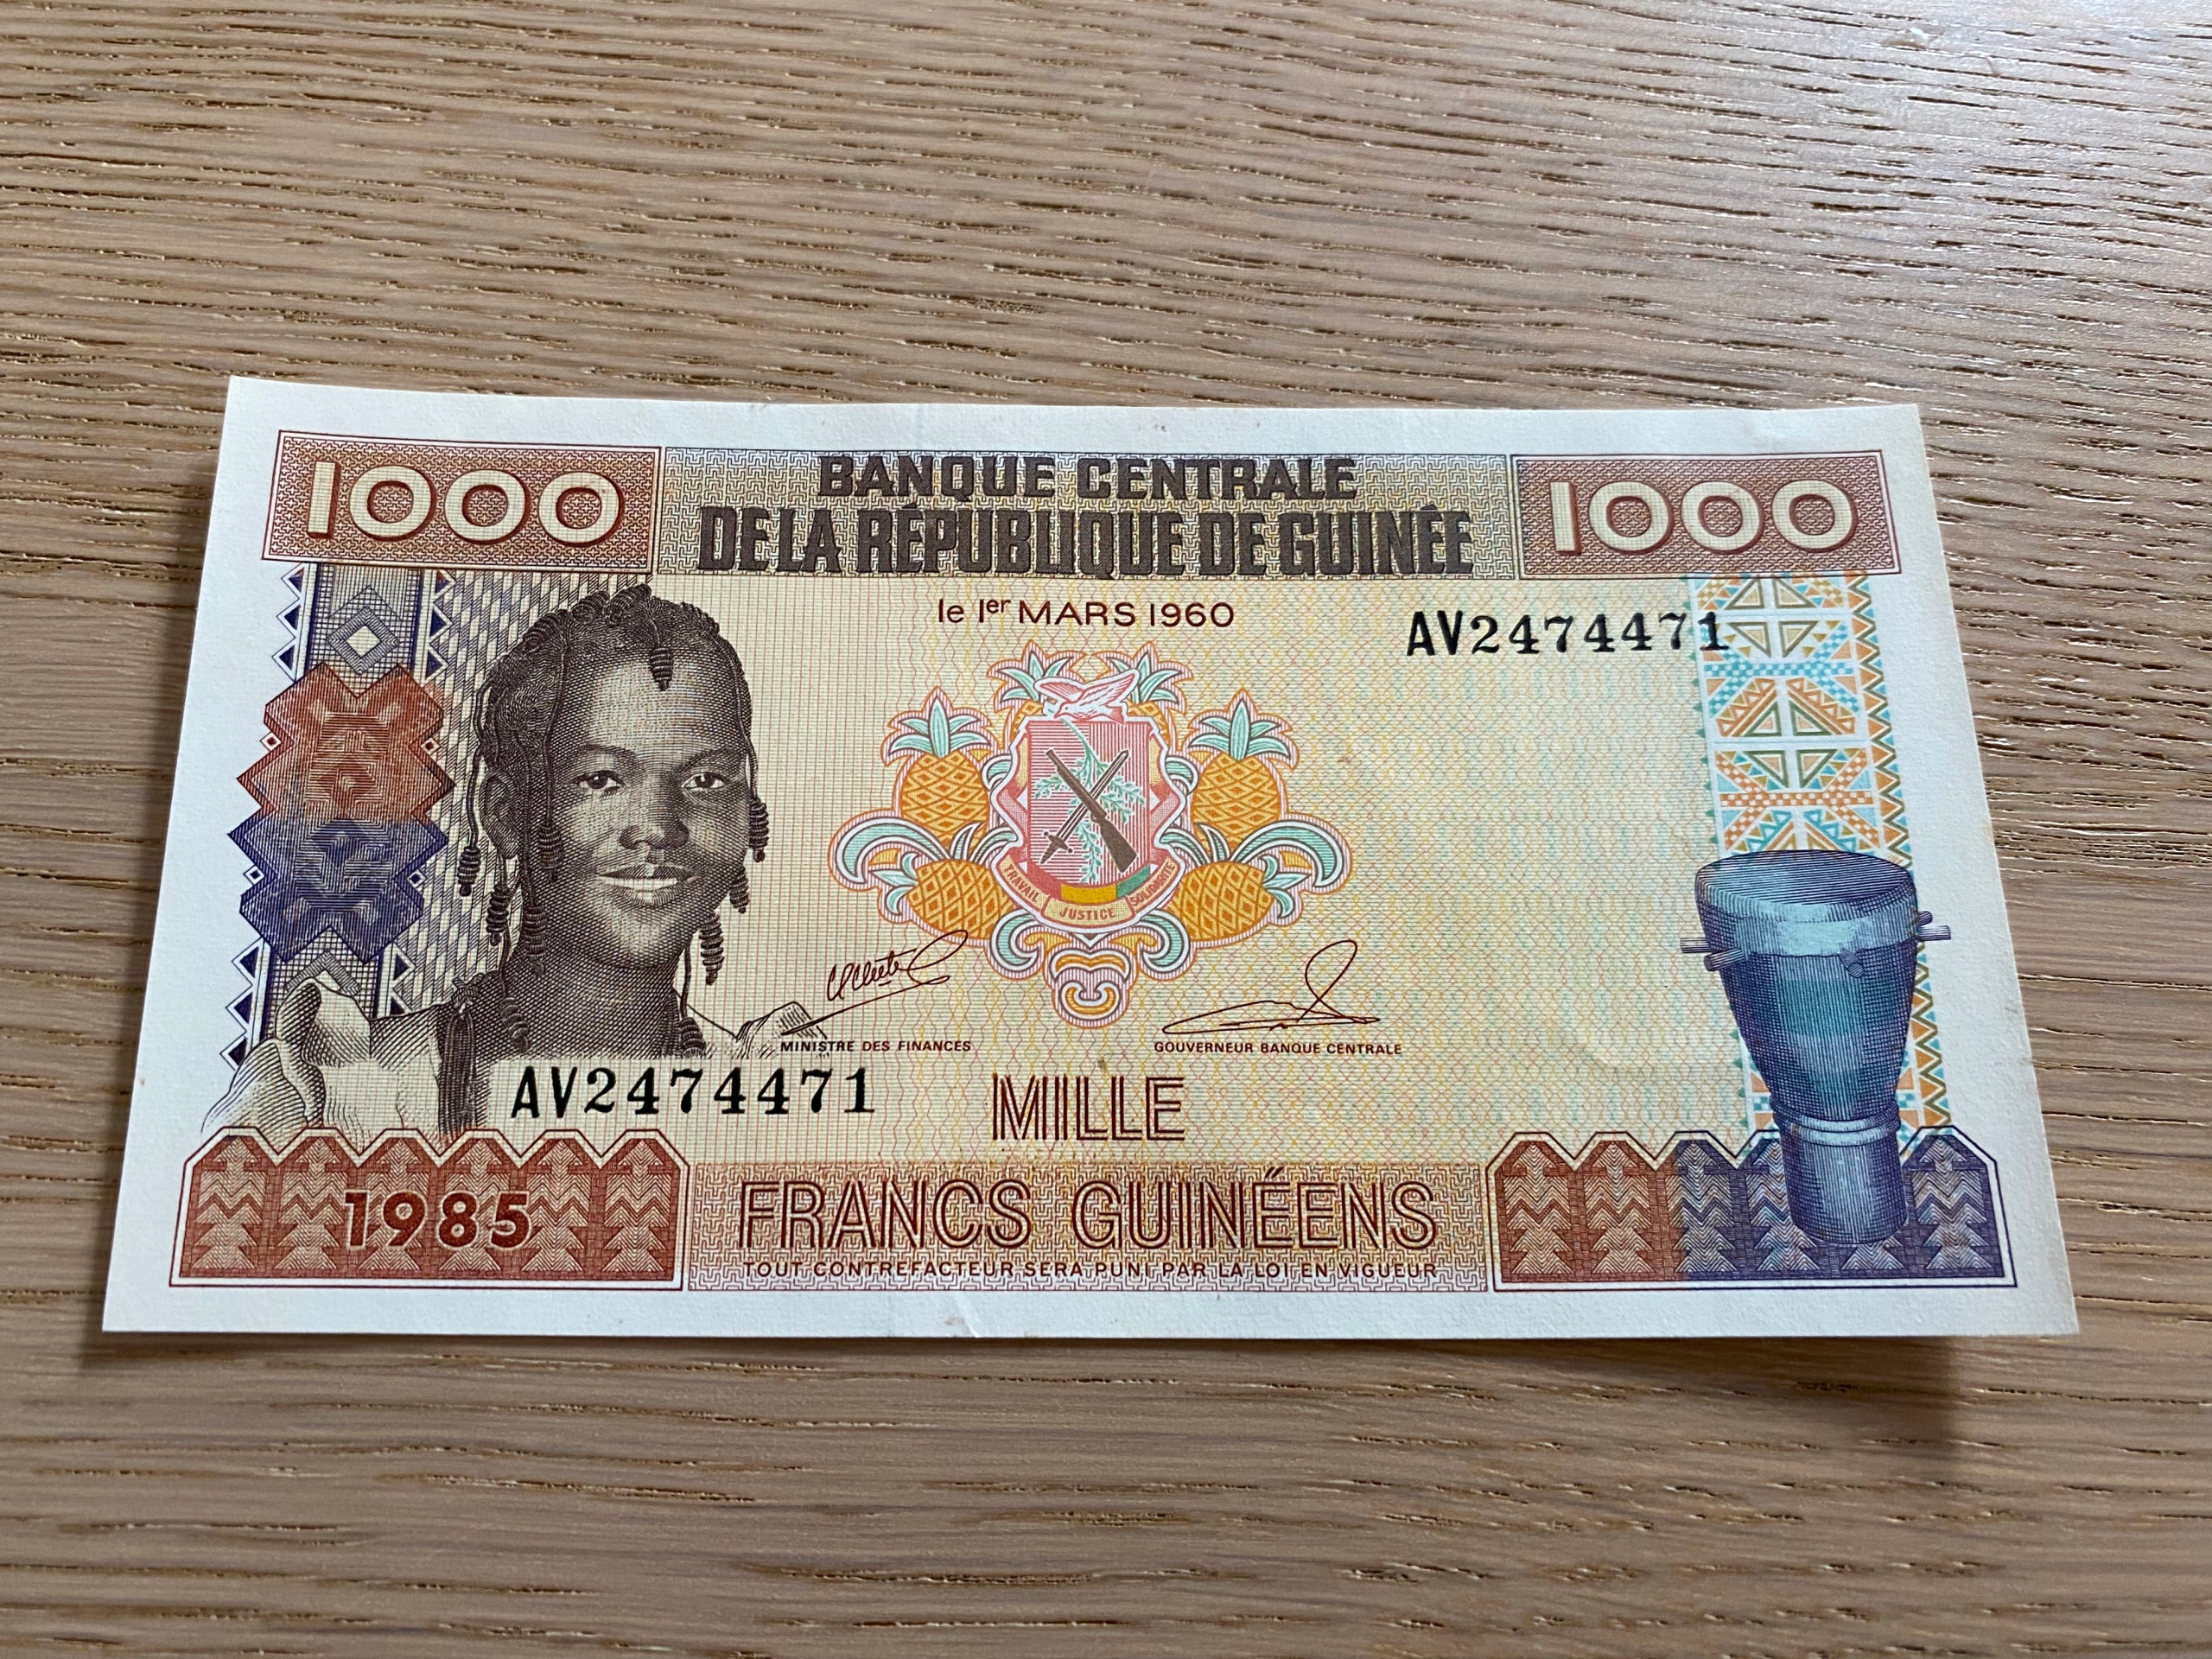 1000
BANQUE CENTRALE
DE LA RÉPUBLIQUE DE GUINÉE
1000
le 1er MARS 1960
AV2474471
TRAVAIL
JUSTICE
SOLIDARITÉ
MINISTRE DES FINANCES
GOUVERNEUR BANQUE CENTRALE
AV2474471
MILLE
1985
FRANCS GUINÉENS
TOUT CONTREFACTEUR SERA PUNI PAR LA LOI EN VIGUEUR